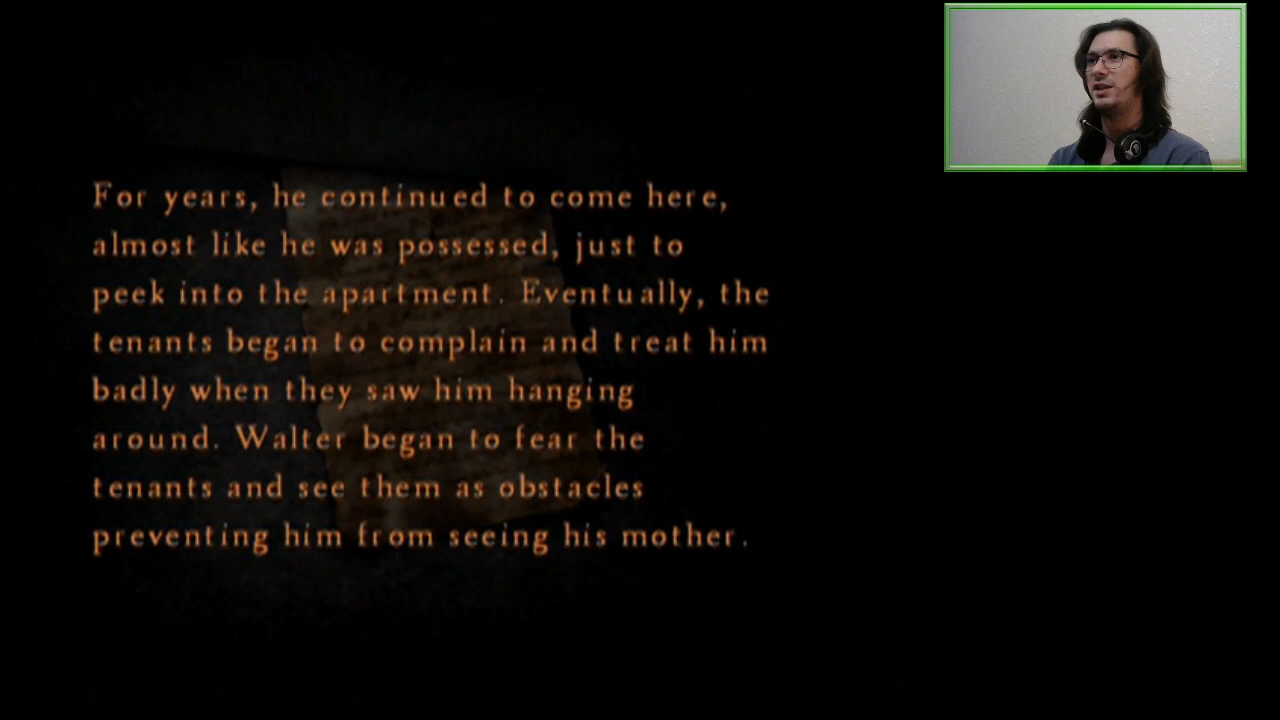 For years, he continued to come here,
almost like he was possessed, just to
peek into the apartment. Eventually, the
tenants began to complain and treat him
badly when they saw him hanging
around. Walter began to fear the
tenants and see them as obstacles
preventing him from seeing his mother.